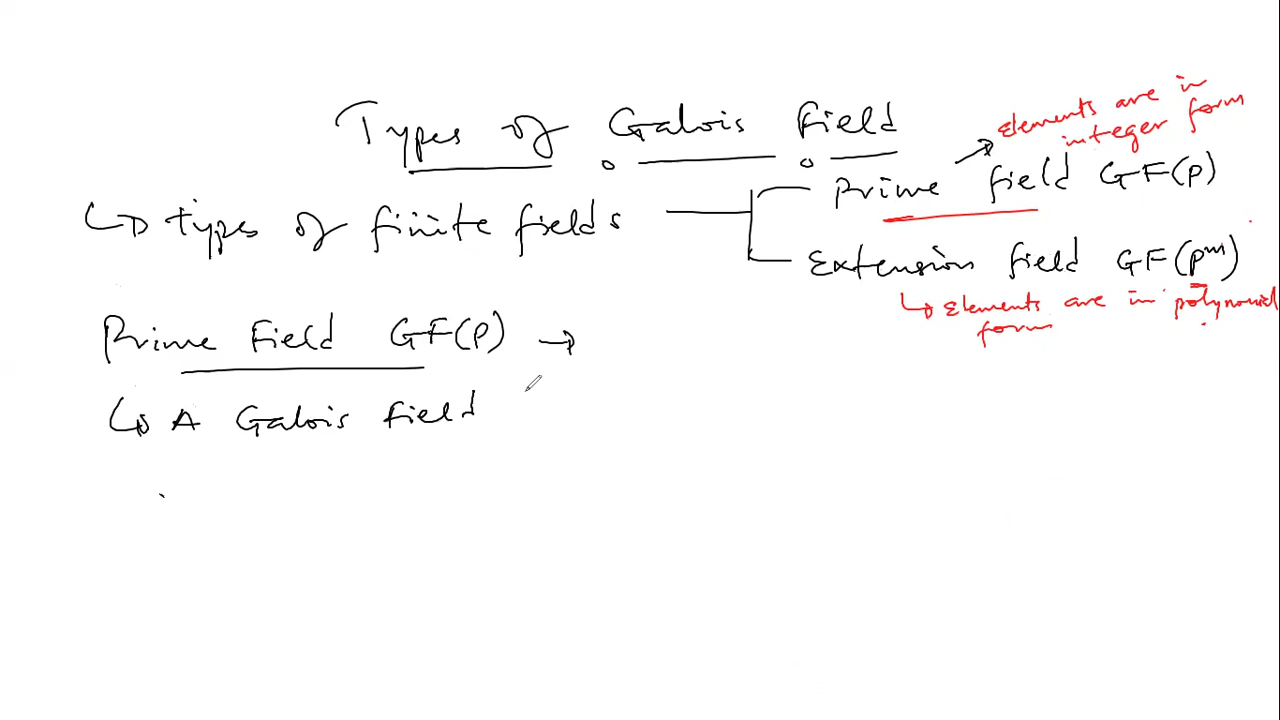 Types of Galois Field
Elements are in
integer form
Prime field GF(p)
↳ types of finite fields
Extension field GF(p^m)
↳ Elements are in polynomial
form
Prime Field GF(p) →
↳ A Galois field